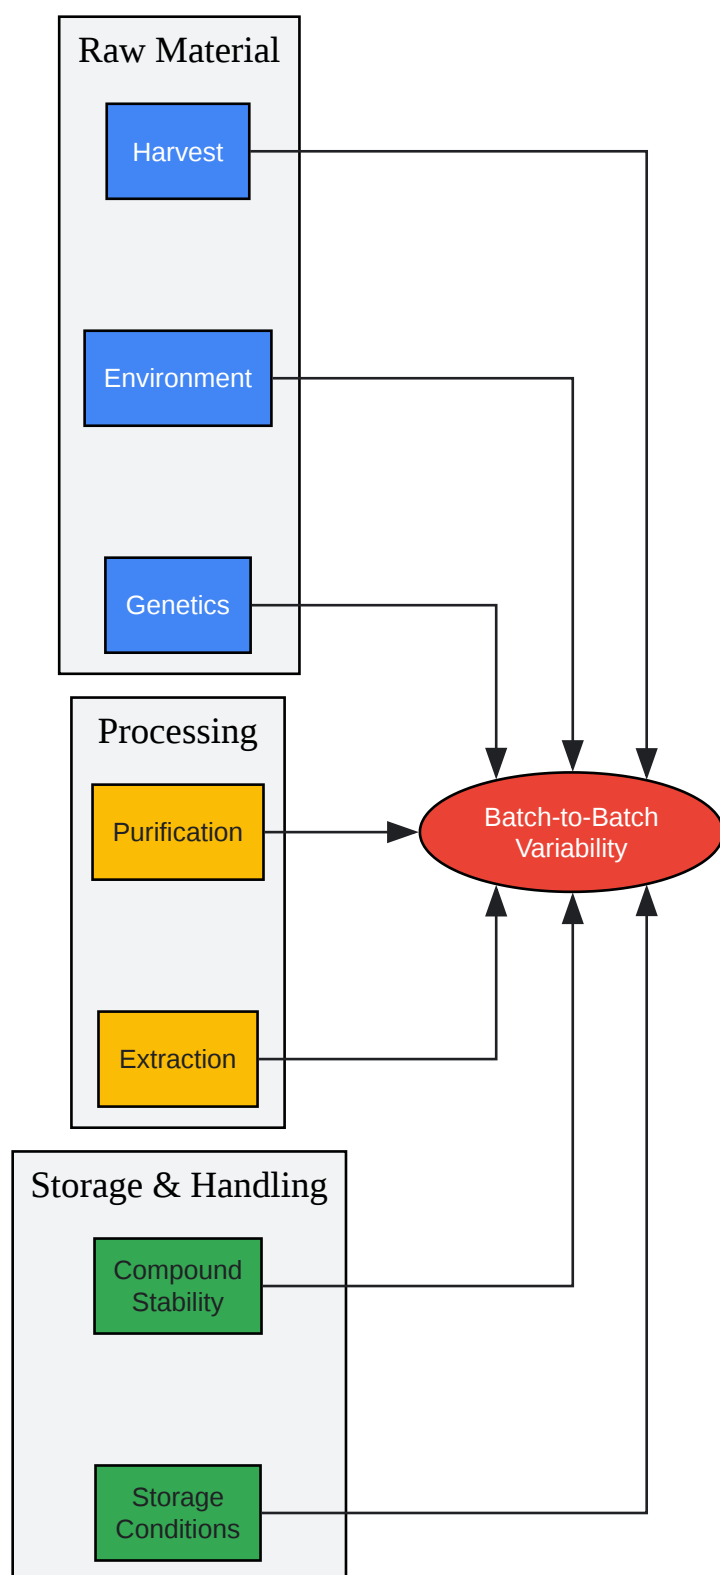 Raw Material
Harvest
Environment
Genetics
Processing
Purification
Batch-to-Batch
Variability
Extraction
Storage & Handling
Compound
Stability
Storage
Conditions